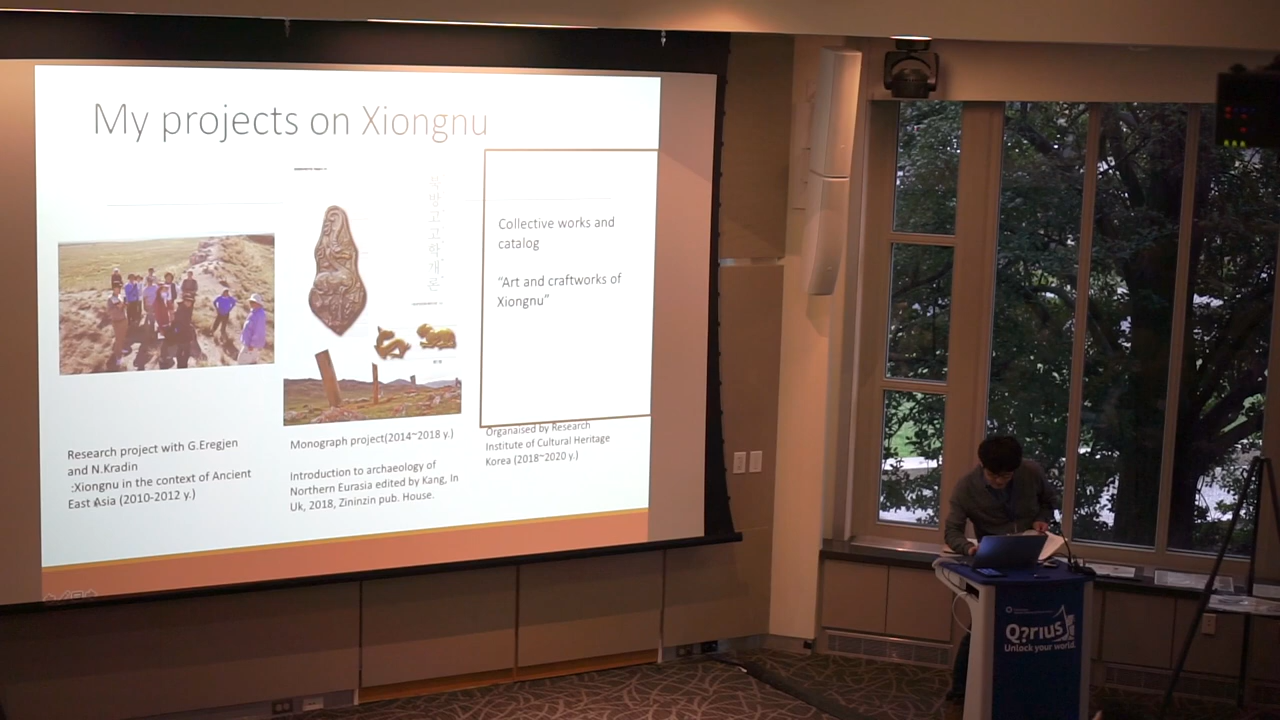 My projects on Xiongnu
Collective works and
catalog
"Art and craftworks of
Xiongnu"
Research project with G.Eregjen
and N.Kradin
:Xiongnu in the context of Ancient
East Asia (2010-2012 y.)
Monograph project(2014~2018 y.)
Introduction to archaeology of
Northern Eurasia edited by Kang, In
Uk, 2018, Zininzin pub. House.
Organaised by Research
Institute of Cultural Heritage
Korea (2018~2020 y.)
Q?rius
Unlock your world.